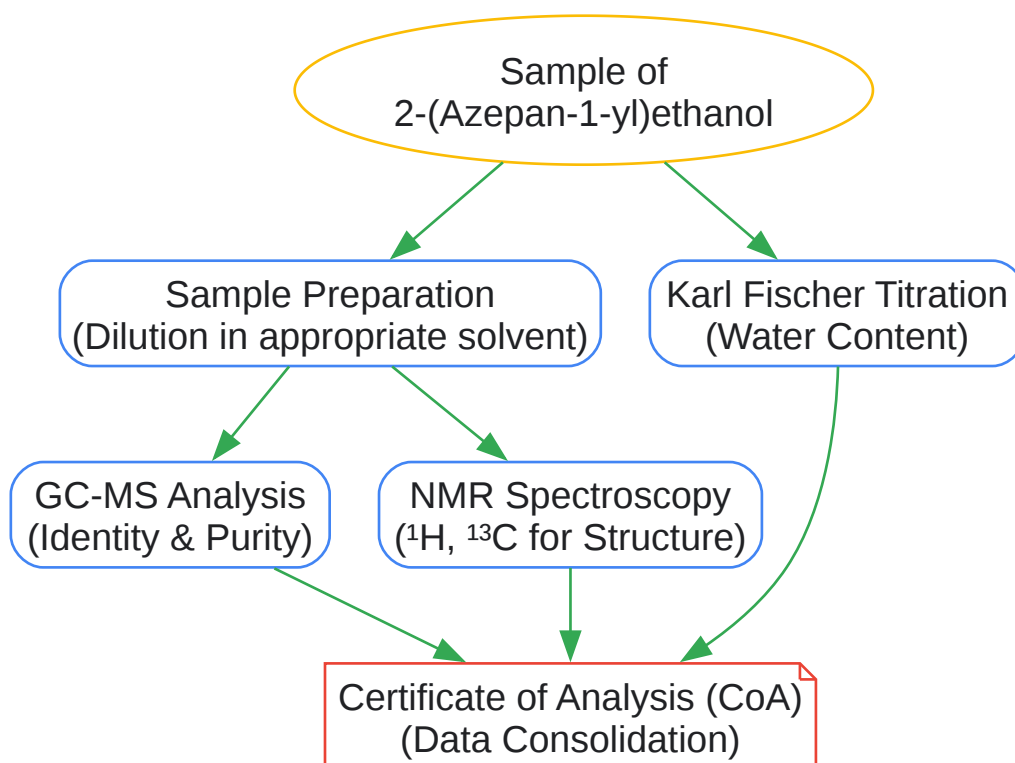 Sample of
2-(Azepan-1-yl)ethanol
Sample Preparation
(Dilution in appropriate solvent)
Karl Fischer Titration
(Water Content)
GC-MS Analysis
(Identity & Purity)
NMR Spectroscopy
(¹H, ¹³C for Structure)
Certificate of Analysis (CoA)
(Data Consolidation)